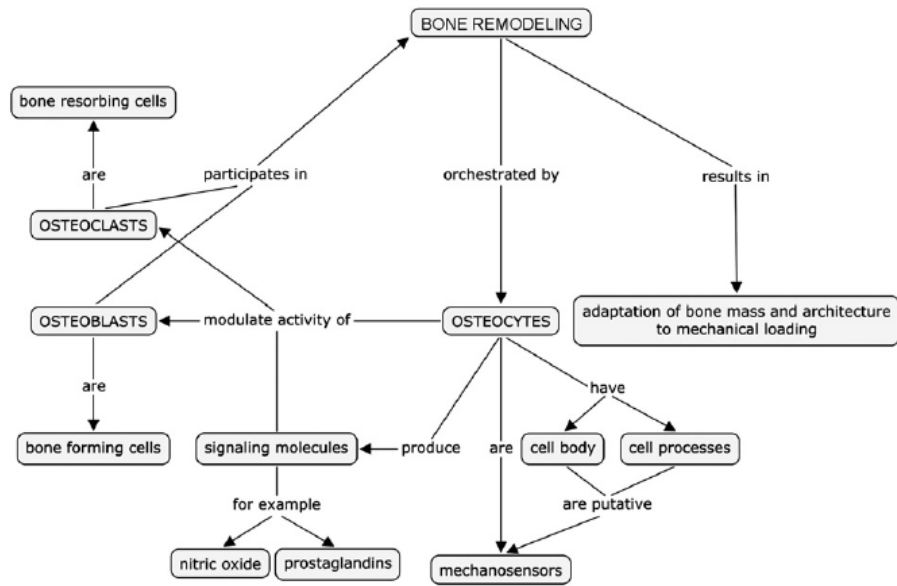 BONE REMODELING
bone resorbing cells
are
participates in
orchestrated by
results in
OSTEOCLASTS
OSTEOBLASTS
modulate activity of
OSTEOCYTES
adaptation of bone mass and architecture
to mechanical loading
are
have
bone forming cells
signaling molecules
produce
are
cell body
cell processes
for example
are putative
nitric oxide
prostaglandins
mechanosensors